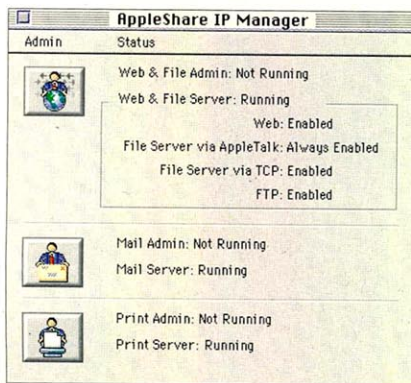 AppleShare IP Manager
Admin Status
Web & File Admin: Not Running
Web & File Server: Running
Web: Enabled
File Server via AppleTalk: Always Enabled
File Server via TCP: Enabled
FTP: Enabled
Mail Admin: Not Running
Mail Server: Running
Print Admin: Not Running
Print Server: Running